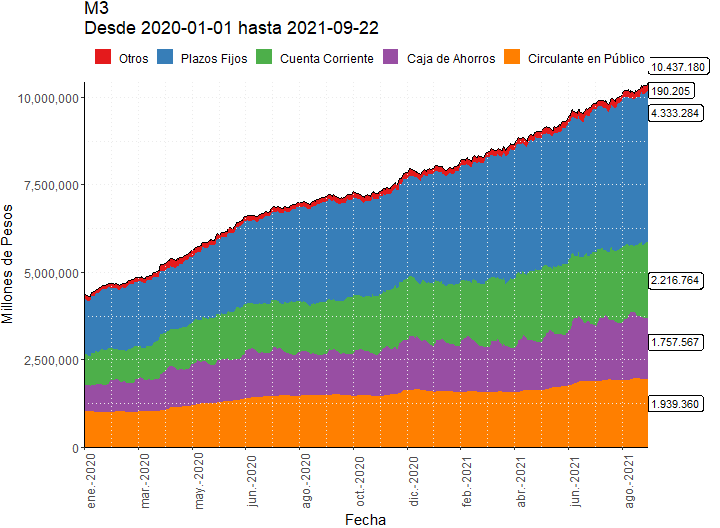 M3
Desde 2020-01-01 hasta 2021-09-22
Otros Plazos Fijos Cuenta Corriente Caja de Ahorros Circulante en Público
10.437.180
190.205
4.333.284
2.216.764
1.757.567
1.939.360
10,000,000
7,500,000
5,000,000
2,500,000
0
Millones de Pesos
ene.-2020
mar.-2020
may.-2020
jun.-2020
ago.-2020
oct.-2020
dic.-2020
feb.-2021
abr.-2021
jun.-2021
ago.-2021
Fecha